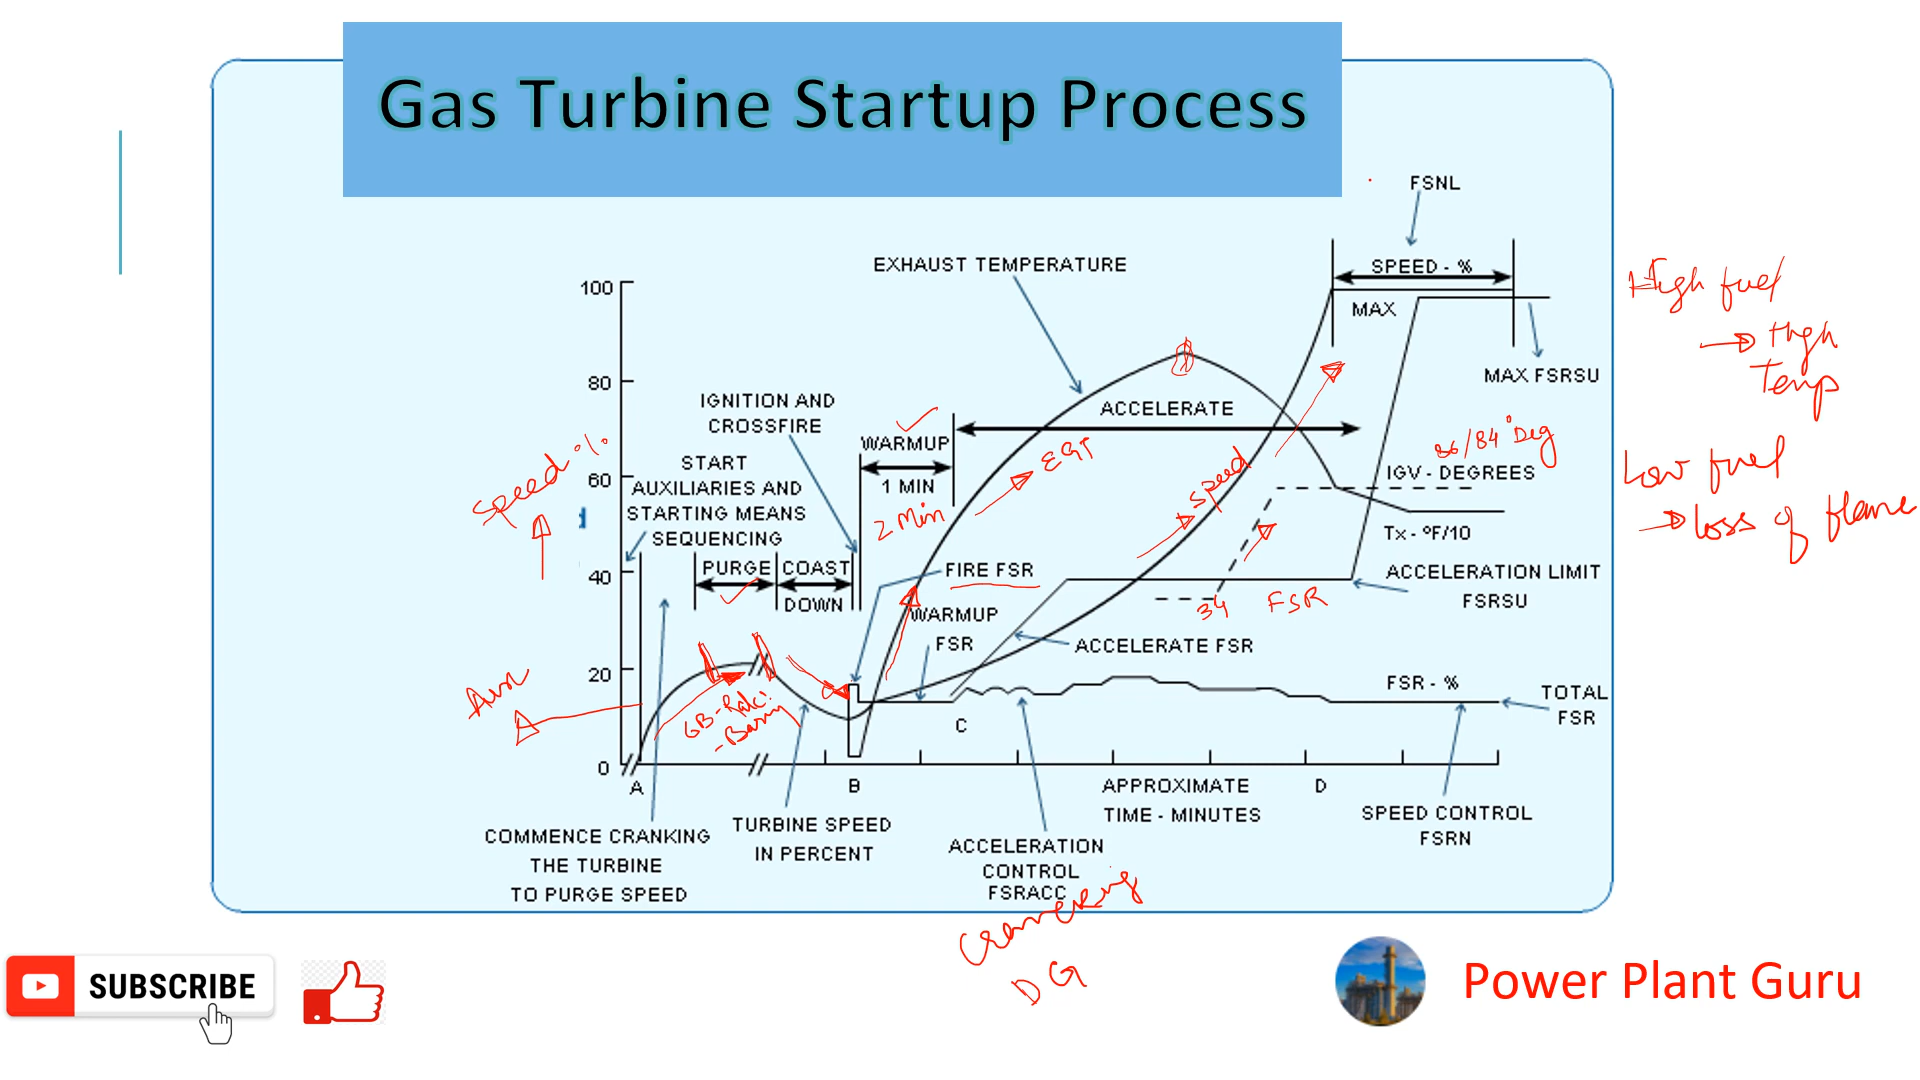 Gas Turbine Startup Process
FSNL
EXHAUST TEMPERATURE
SPEED - %
100
MAX
High fuel
→ High
Temp
80
MAX FSRSU
IGNITION AND
CROSSFIRE
ACCELERATE
WARMUP
1 MIN
2 Min
EGT
Speed %
START
AUXILIARIES AND
STARTING MEANS
SEQUENCING
60
speed
86/84° Deg
IGV - DEGREES
Low fuel
→ loss of flame
Tx - °F/10
PURGE
COAST
DOWN
FIRE FSR
40
ACCELERATION LIMIT
FSRSU
34
FSR
WARMUP
FSR
ACCELERATE FSR
20
FSR - %
TOTAL
FSR
GB
C
0
A
B
APPROXIMATE
TIME - MINUTES
D
COMMENCE CRANKING
THE TURBINE
TO PURGE SPEED
TURBINE SPEED
IN PERCENT
ACCELERATION
CONTROL
FSRACC
SPEED CONTROL
FSRN
DG
SUBSCRIBE
Power Plant Guru